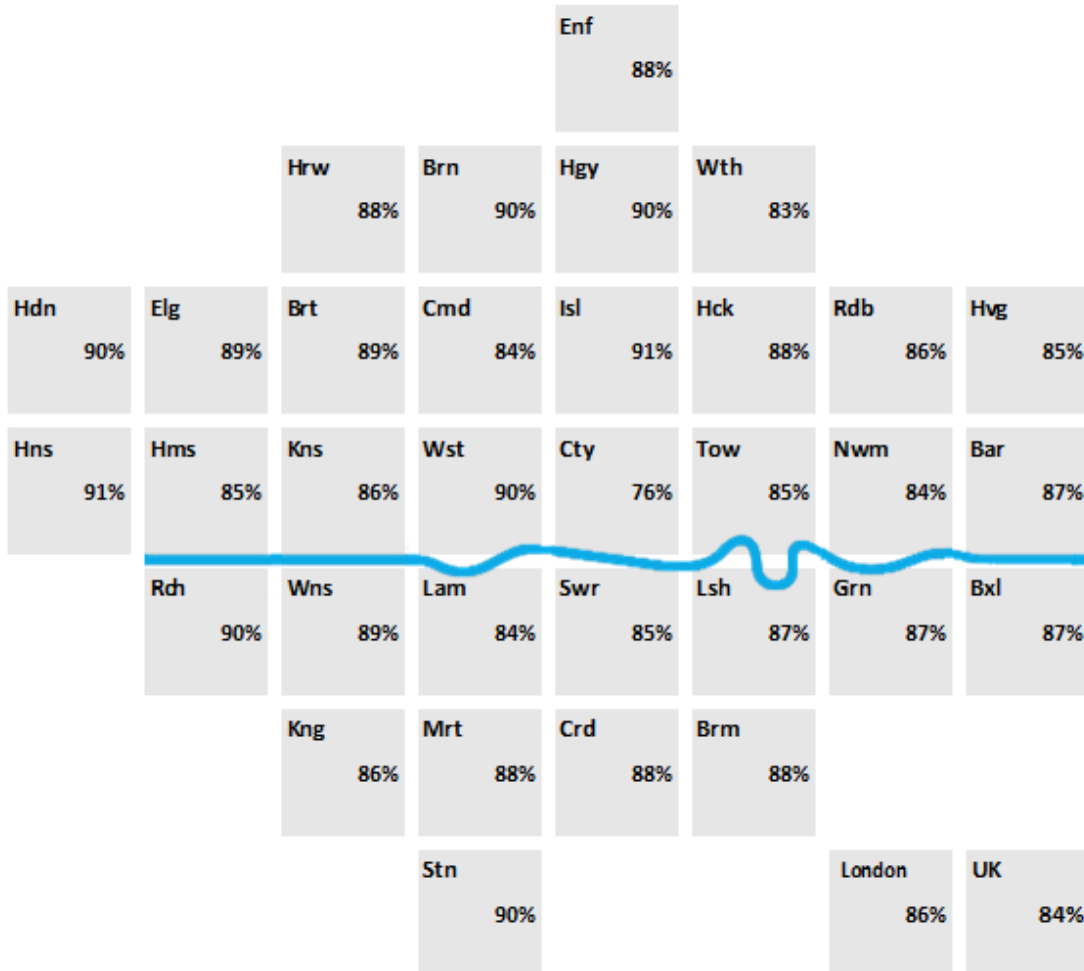 Enf
88%
Hrw Brn Hgy Wth
88% 90% 90% 83%
Hdn Elg Brt Cmd Isl Hck Rdb Hvg
90% 89% 89% 84% 91% 88% 86% 85%
Hns Hms Kns Wst Cty Tow Nwm Bar
91% 85% 86% 90% 76% 85% 84% 87%
Rch Wns Lam Swr Lsh Grn Bxl
90% 89% 84% 85% 87% 87% 87%
Kng Mrt Crd Brm
86% 88% 88% 88%
Stn London UK
90% 86% 84%